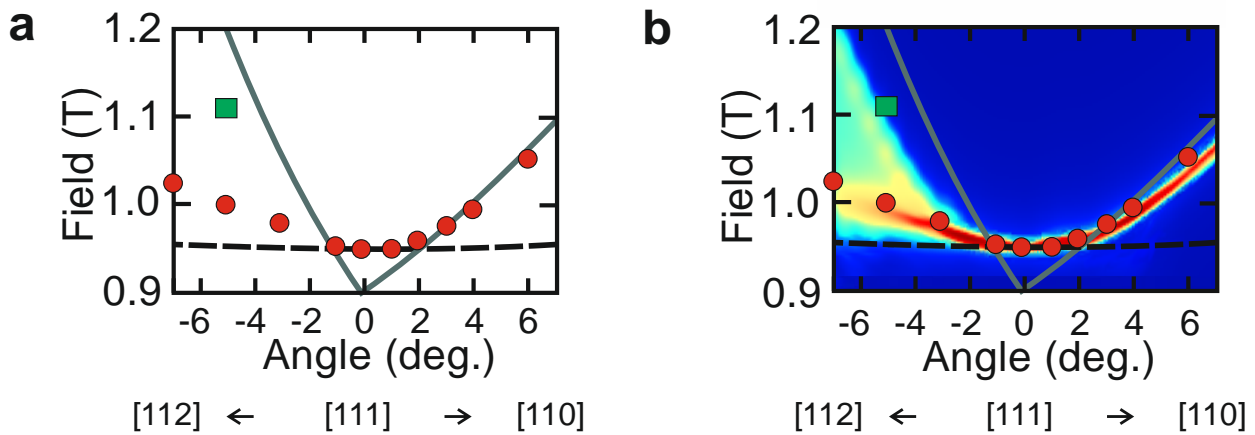 a
1.2
1.1
1.0
0.9
Field (T)
-6 -4 -2 0 2 4 6
Angle (deg.)
[112] ← [111] → [110]
b
1.2
1.1
1.0
0.9
Field (T)
-6 -4 -2 0 2 4 6
Angle (deg.)
[112] ← [111] → [110]